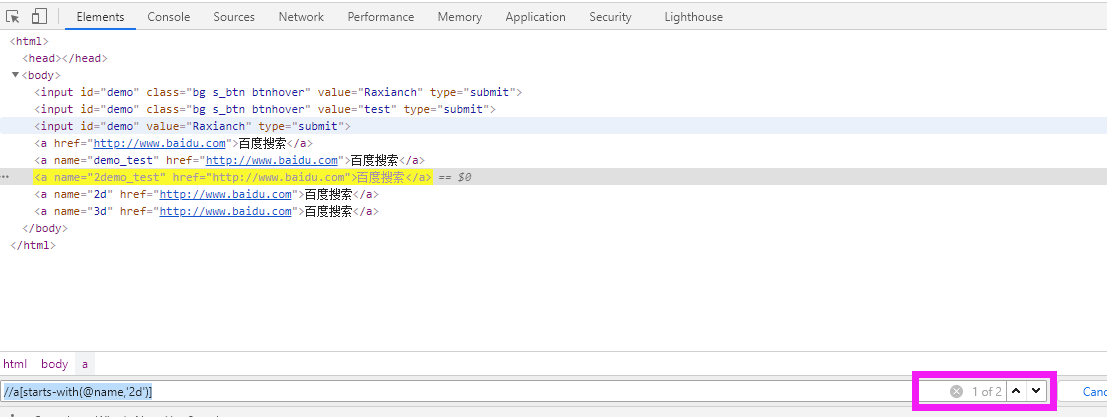 Elements Console Sources Network Performance Memory Application Security Lighthouse
<html>
<head></head>
<body>
<input id="demo" class="bg s_btn btnhover" value="Raxianch" type="submit">
<input id="demo" class="bg s_btn btnhover" value="test" type="submit">
<input id="demo" value="Raxianch" type="submit">
<a href="http://www.baidu.com">百度搜索</a>
<a name="demo_test" href="http://www.baidu.com">百度搜索</a>
<a name="2demo_test" href="http://www.baidu.com">百度搜索</a> == $0
<a name="2d" href="http://www.baidu.com">百度搜索</a>
<a name="3d" href="http://www.baidu.com">百度搜索</a>
</body>
</html>
html body a
//a[starts-with(@name,'2d')] 1 of 2 Canc